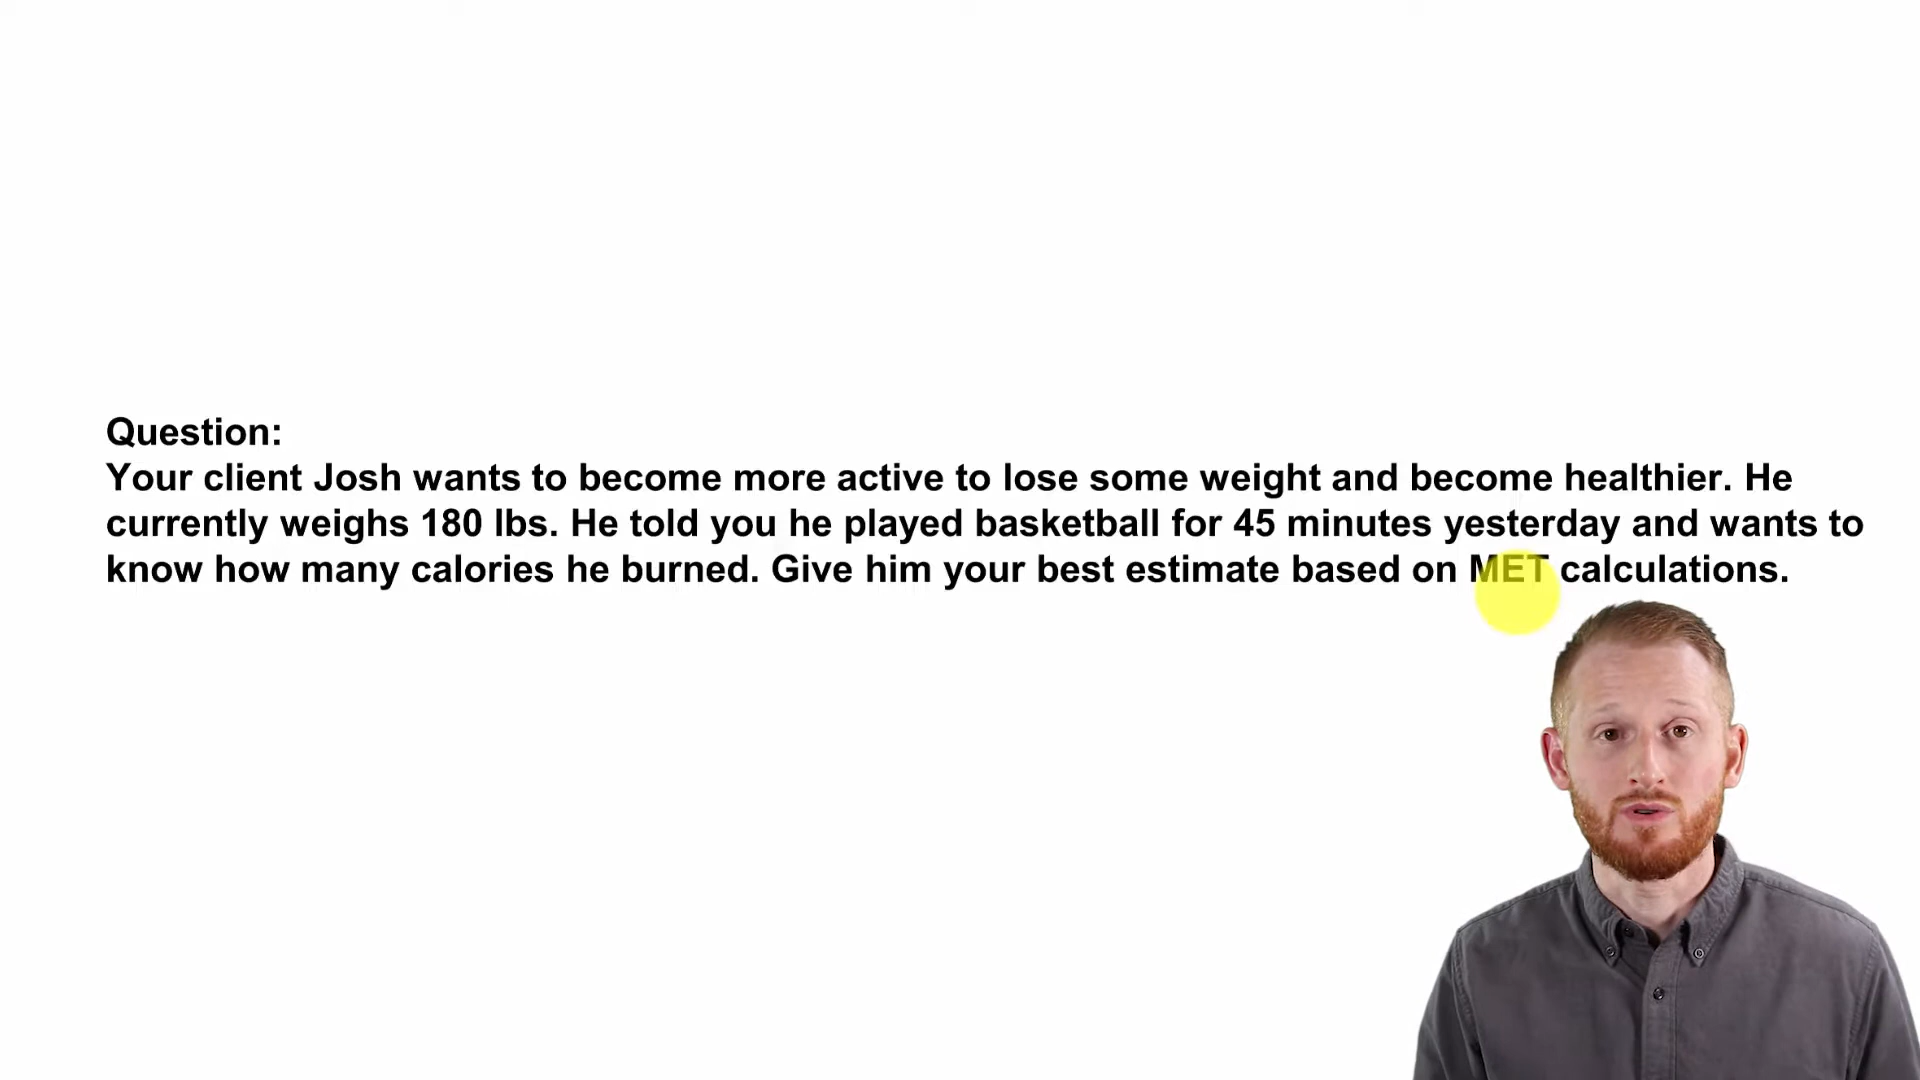 Question:
Your client Josh wants to become more active to lose some weight and become healthier. He
currently weighs 180 lbs. He told you he played basketball for 45 minutes yesterday and wants to
know how many calories he burned. Give him your best estimate based on MET calculations.